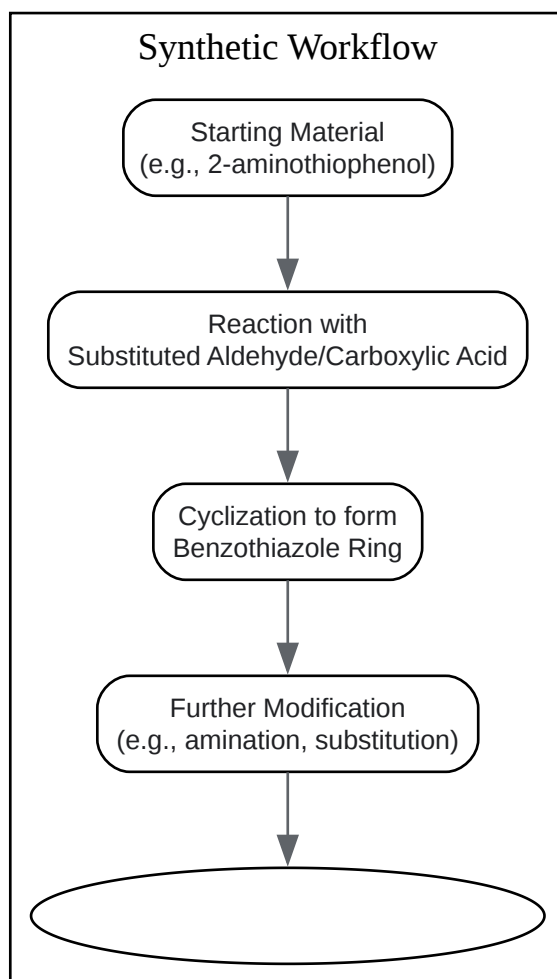 Synthetic Workflow
Starting Material
(e.g., 2-aminothiophenol)
Reaction with
Substituted Aldehyde/Carboxylic Acid
Cyclization to form
Benzothiazole Ring
Further Modification
(e.g., amination, substitution)